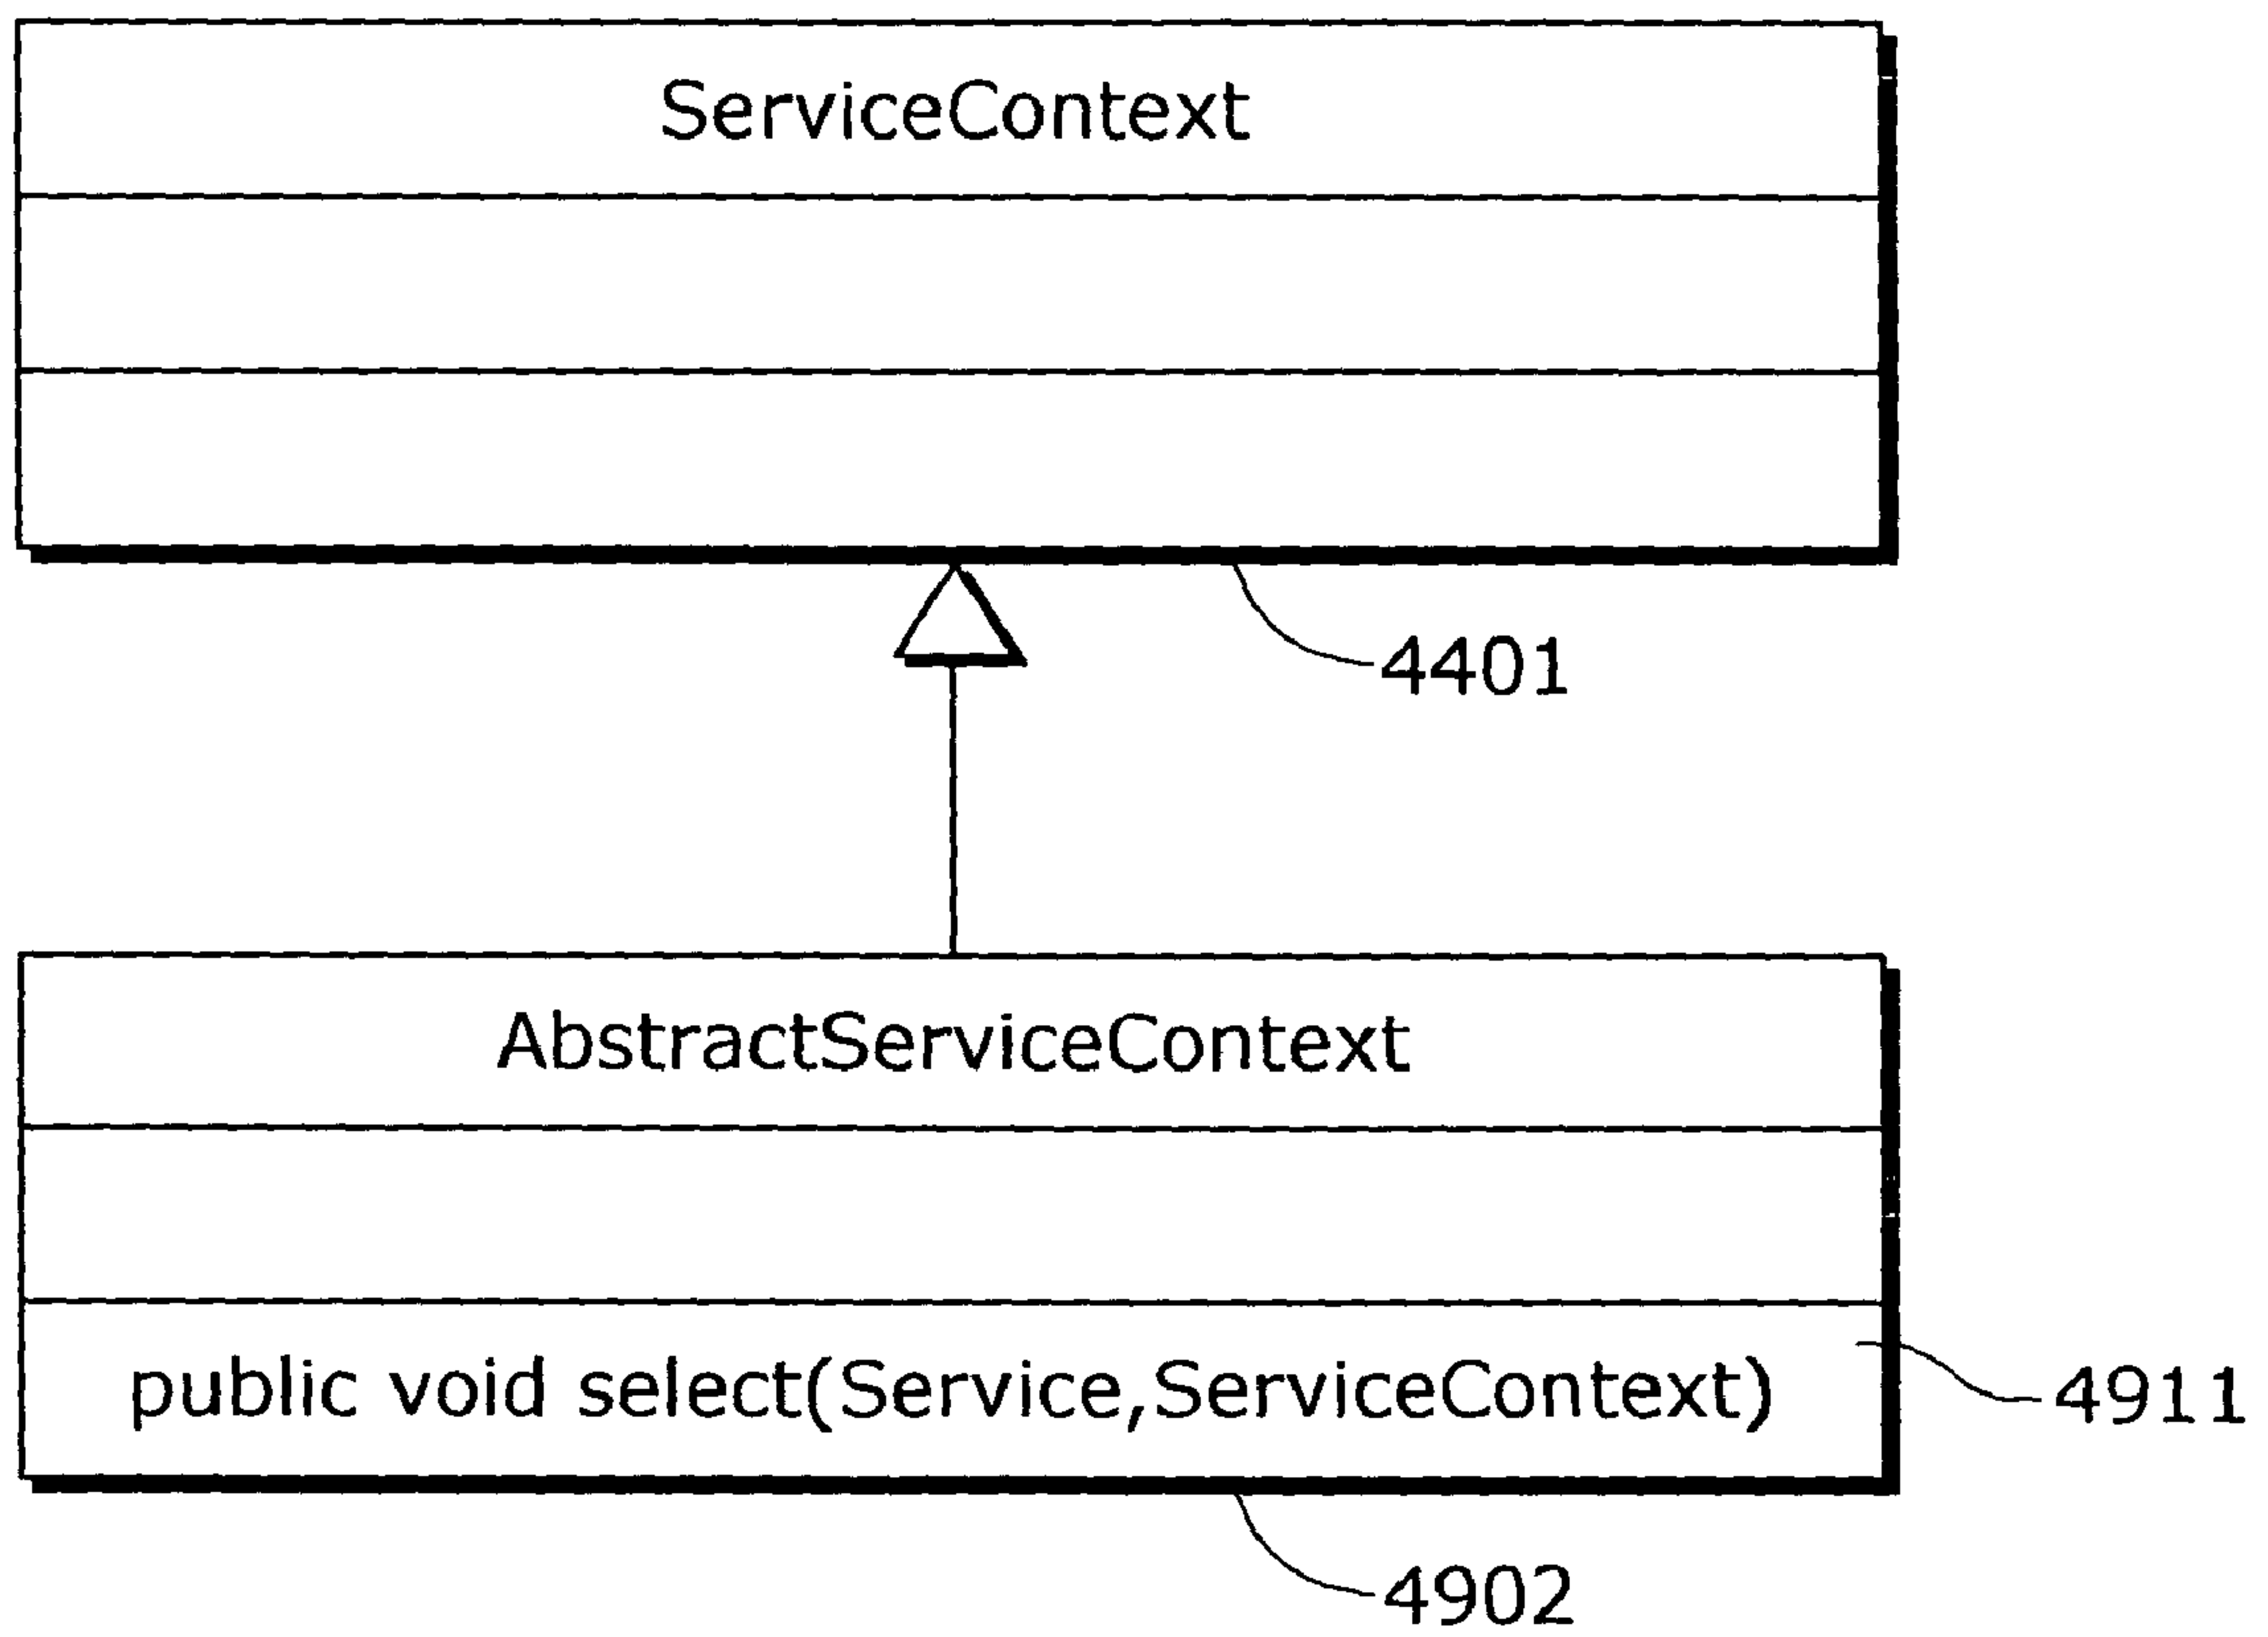 ServiceContext
4401
AbstractServiceContext
public void select(Service,ServiceContext)
4911
4902